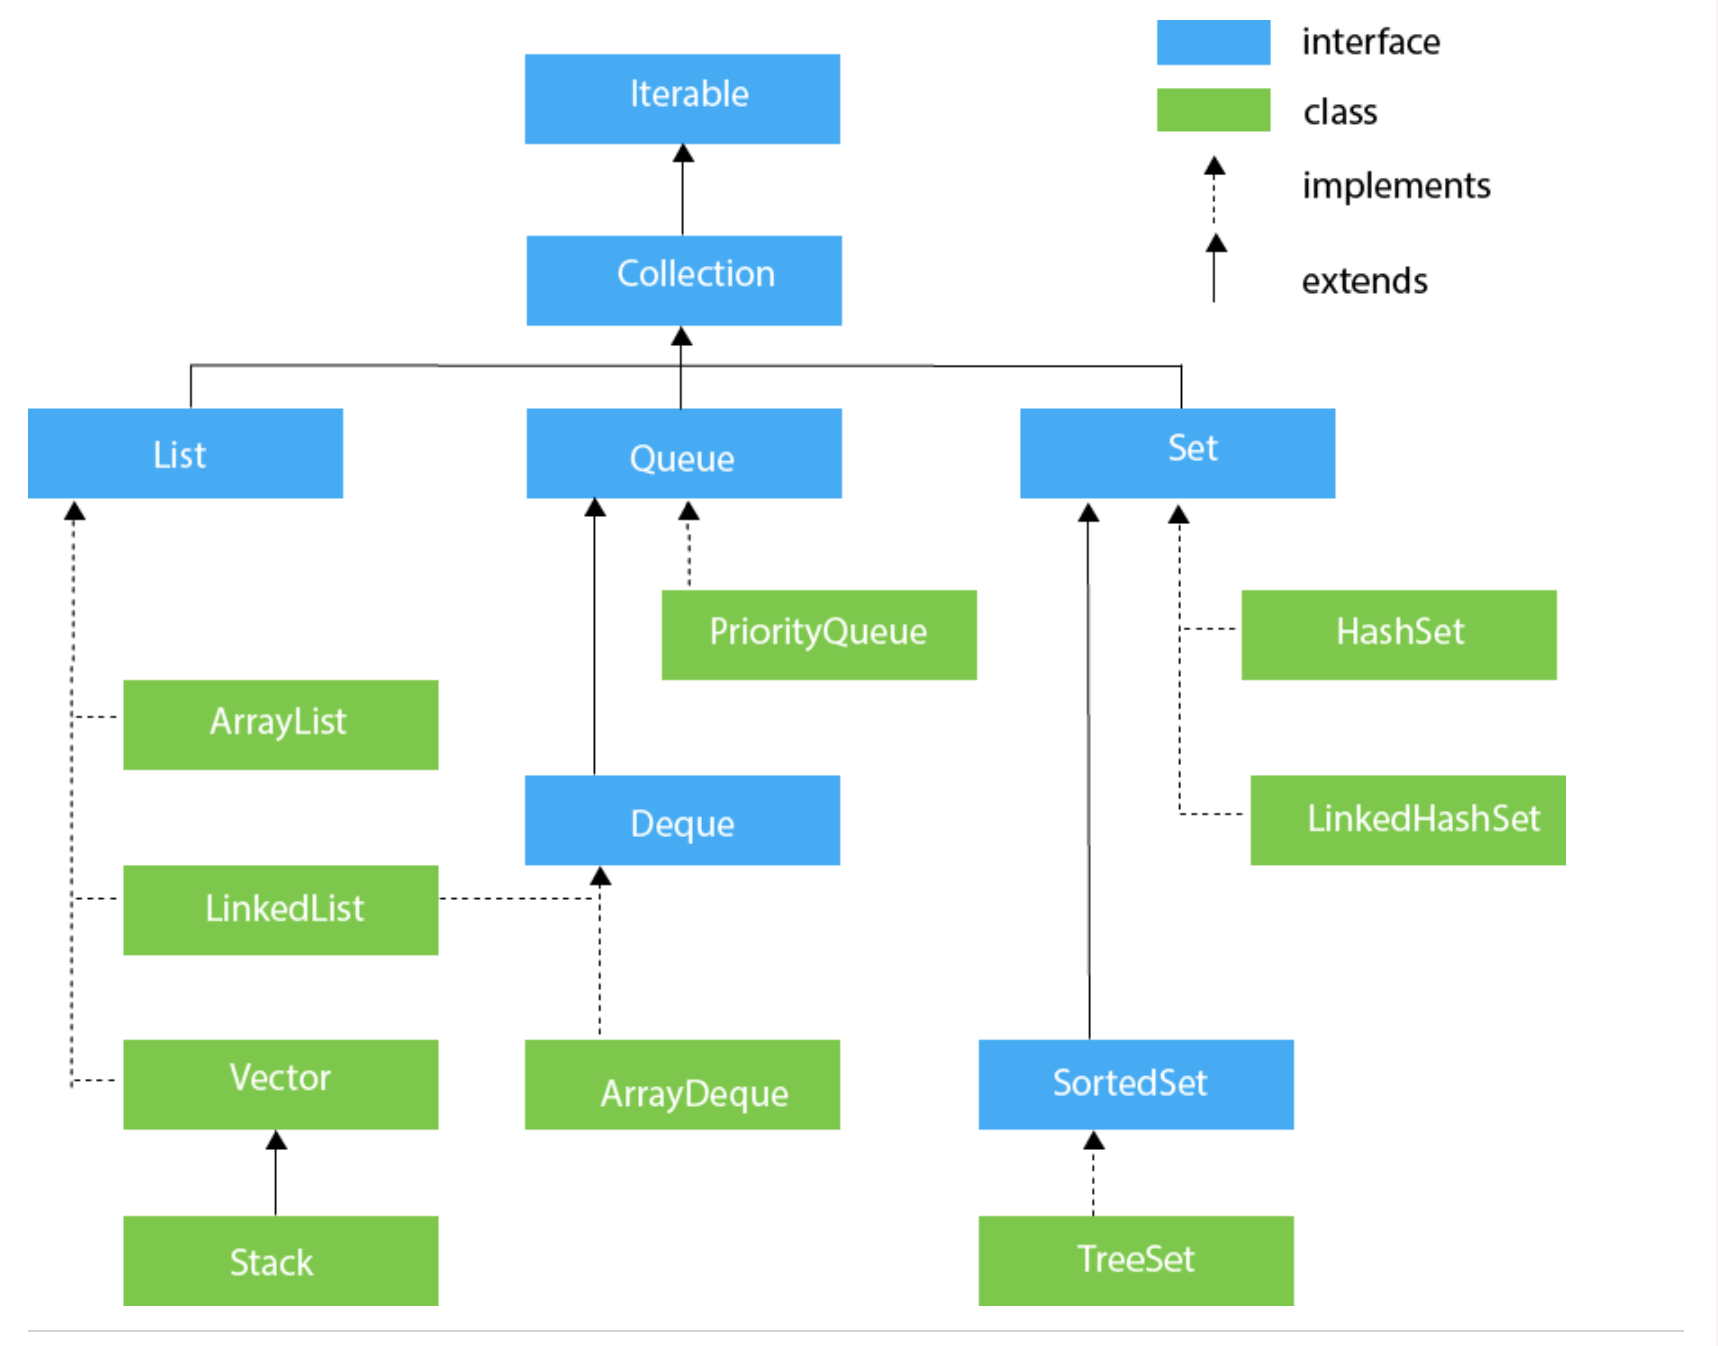 interface
Iterable
class
implements
Collection
extends
List
Queue
Set
PriorityQueue
HashSet
ArrayList
Deque
LinkedHashSet
LinkedList
Vector
ArrayDeque
SortedSet
Stack
TreeSet